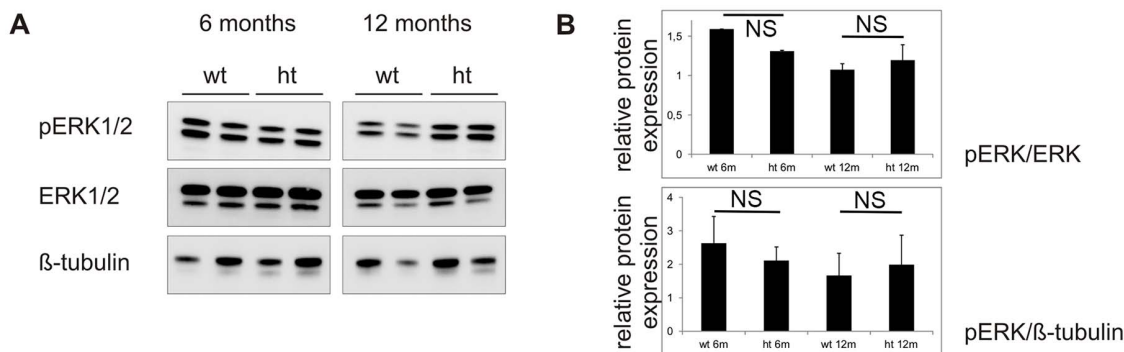 A
6 months 12 months
wt ht wt ht
pERK1/2
ERK1/2
ß-tubulin
B
relative protein
expression
1,5
1
0,5
0
NS NS
wt 6m ht 6m wt 12m ht 12m
pERK/ERK
relative protein
expression
4
3
2
1
0
NS NS
wt 6m ht 6m wt 12m ht 12m
pERK/ß-tubulin